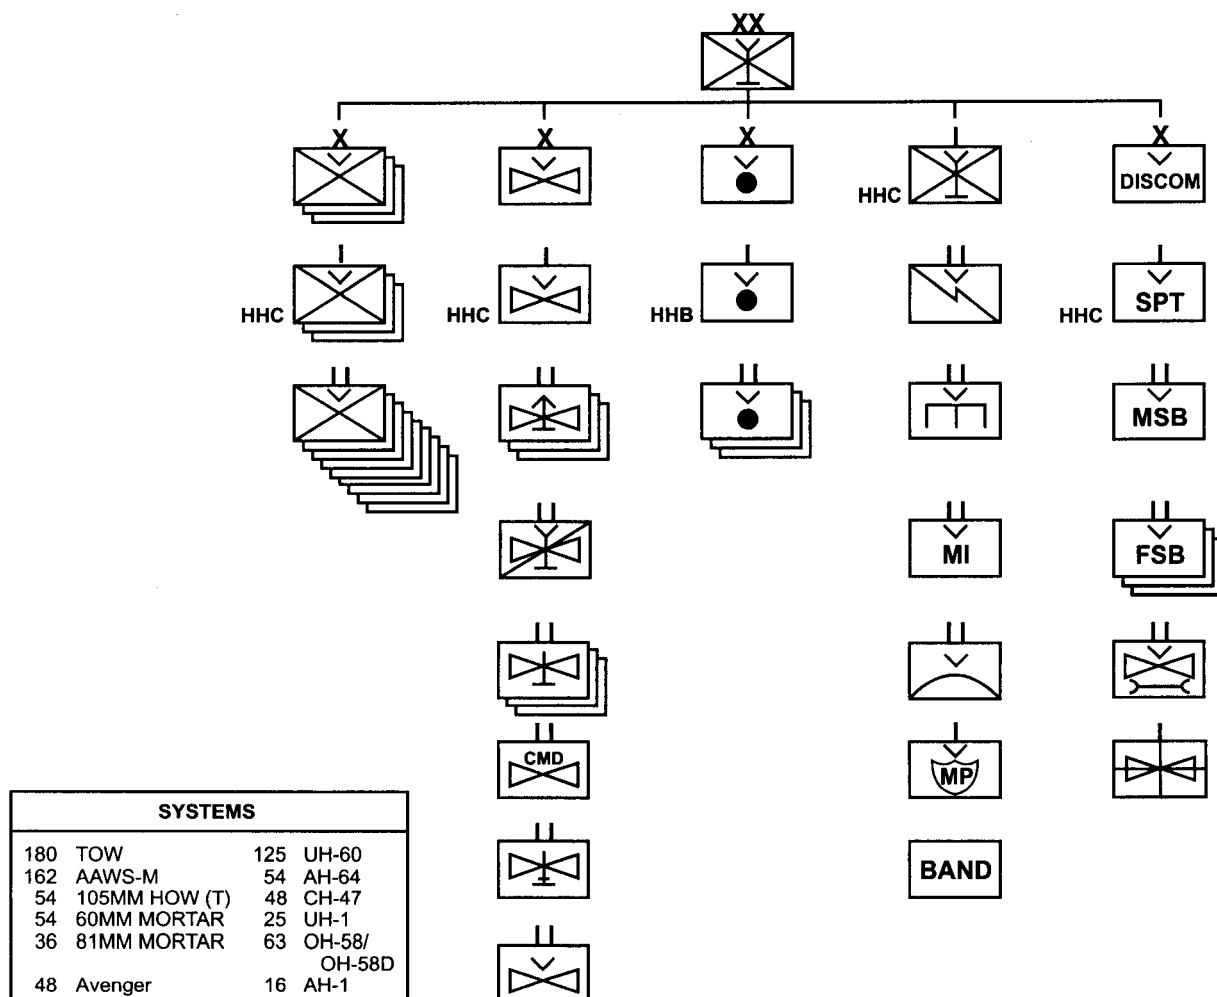 XX
X X X I X
HHC DISCOM
I I I II I
HHC HHC HHB HHC SPT
II II II II II
MSB
II II II
MI FSB
II II II
II I I
CMD MP
II
BAND
II
SYSTEMS
180 TOW 125 UH-60
162 AAWS-M 54 AH-64
54 105MM HOW (T) 48 CH-47
54 60MM MORTAR 25 UH-1
36 81MM MORTAR 63 OH-58/
OH-58D
48 Avenger 16 AH-1